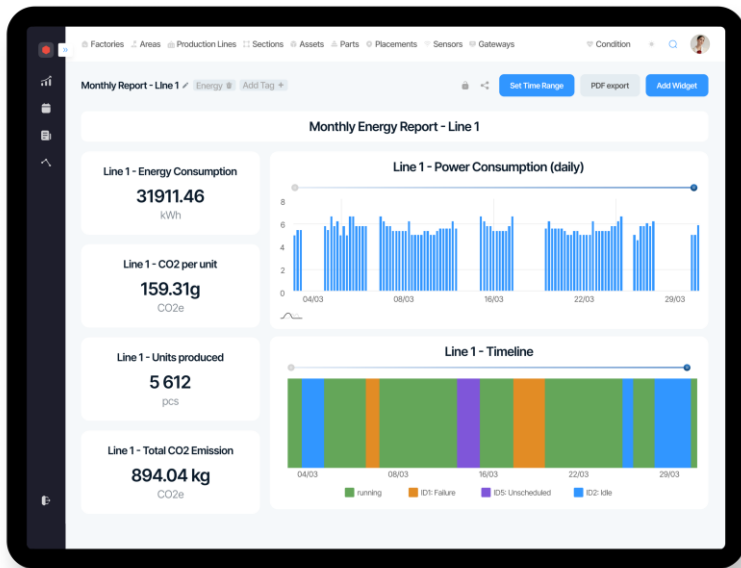 Factories Areas Production Lines Sections Assets Parts Placements Sensors Gateways Condition
Monthly Report - LIne 1 Energy Add Tag + Set Time Range PDF export Add Widget
Monthly Energy Report - Line 1
Line 1 - Energy Consumption
31911.46
kWh
Line 1 - CO2 per unit
159.31g
CO2e
Line 1 - Units produced
5 612
pcs
Line 1 - Total CO2 Emission
894.04 kg
CO2e
Line 1 - Power Consumption (daily)
8
6
4
2
0
04/03 08/03 16/03 22/03 29/03
Line 1 - Timeline
04/03 08/03 16/03 22/03 29/03
running ID1: Failure ID5: Unscheduled ID2: Idle